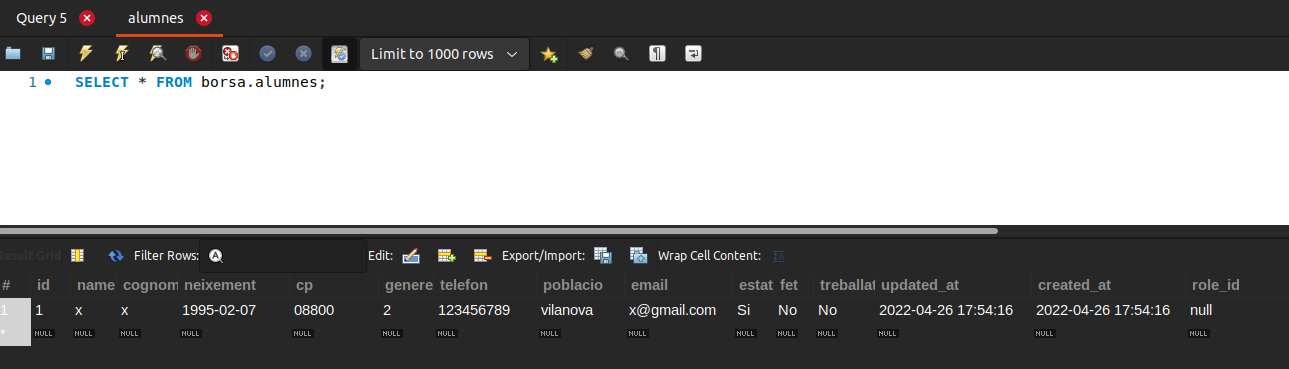 Query 5 alumnes
Limit to 1000 rows
1 SELECT * FROM borsa.alumnes;
Result Grid Filter Rows: Edit: Export/Import: Wrap Cell Content:
# id name cognom neixement cp genere telefon poblacio email estat fet treballat updated_at created_at role_id
1 1 x x 1995-02-07 08800 2 123456789 vilanova x@gmail.com Si No No 2022-04-26 17:54:16 2022-04-26 17:54:16 null
* NULL NULL NULL NULL NULL NULL NULL NULL NULL NULL NULL NULL NULL NULL NULL